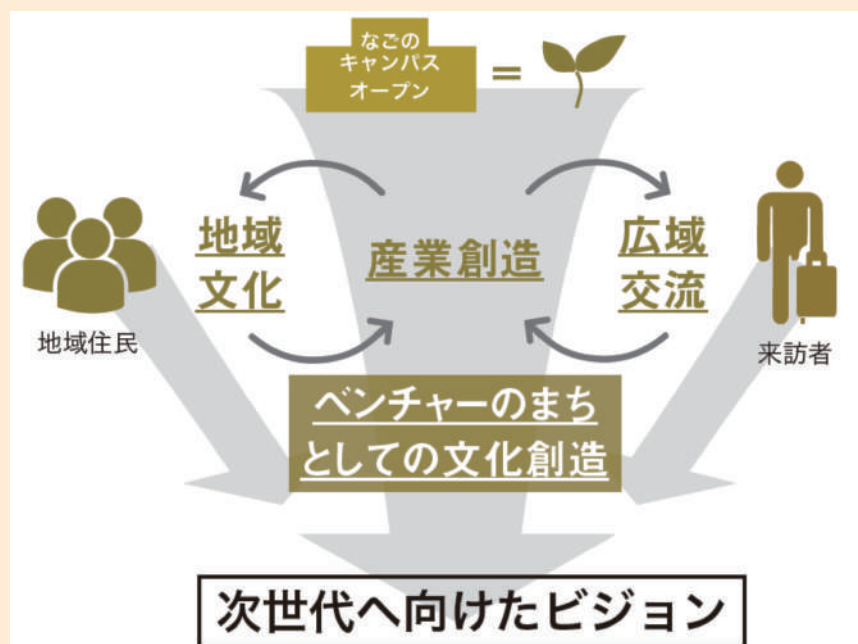 なごの
キャンパス
オープン
=
地域
文化
産業創造
広域
交流
地域住民
来訪者
ベンチャーのまち
としての文化創造
次世代へ向けたビジョン